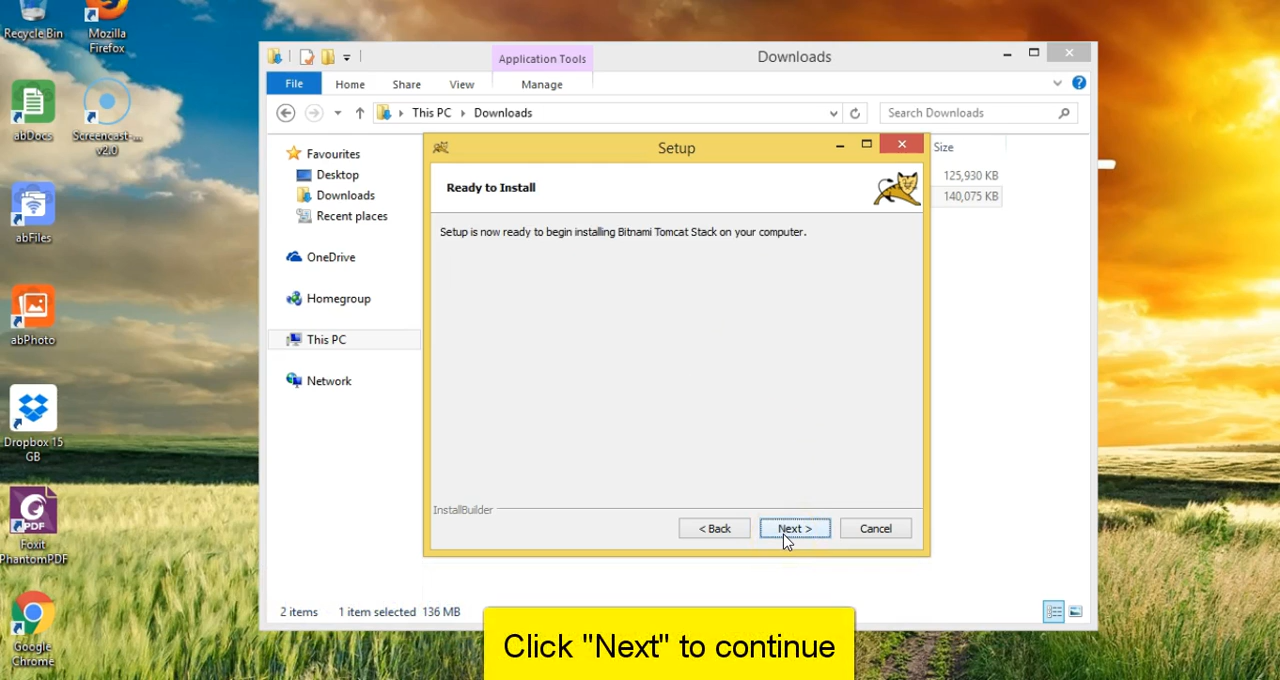 Recycle Bin
Mozilla
Firefox
abDocs
Screencast-...
v2.0
abFiles
abPhoto
Dropbox 15
GB
PDF
Foxit
PhantomPDF
Google
Chrome
Application Tools
Downloads
File
Home
Share
View
Manage
This PC
Downloads
Search Downloads
Favourites
Desktop
Downloads
Recent places
OneDrive
Homegroup
This PC
Network
Size
125,930 KB
140,075 KB
Setup
Ready to Install
Setup is now ready to begin installing Bitnami Tomcat Stack on your computer.
InstallBuilder
< Back
Next >
Cancel
2 items
1 item selected 136 MB
Click "Next" to continue